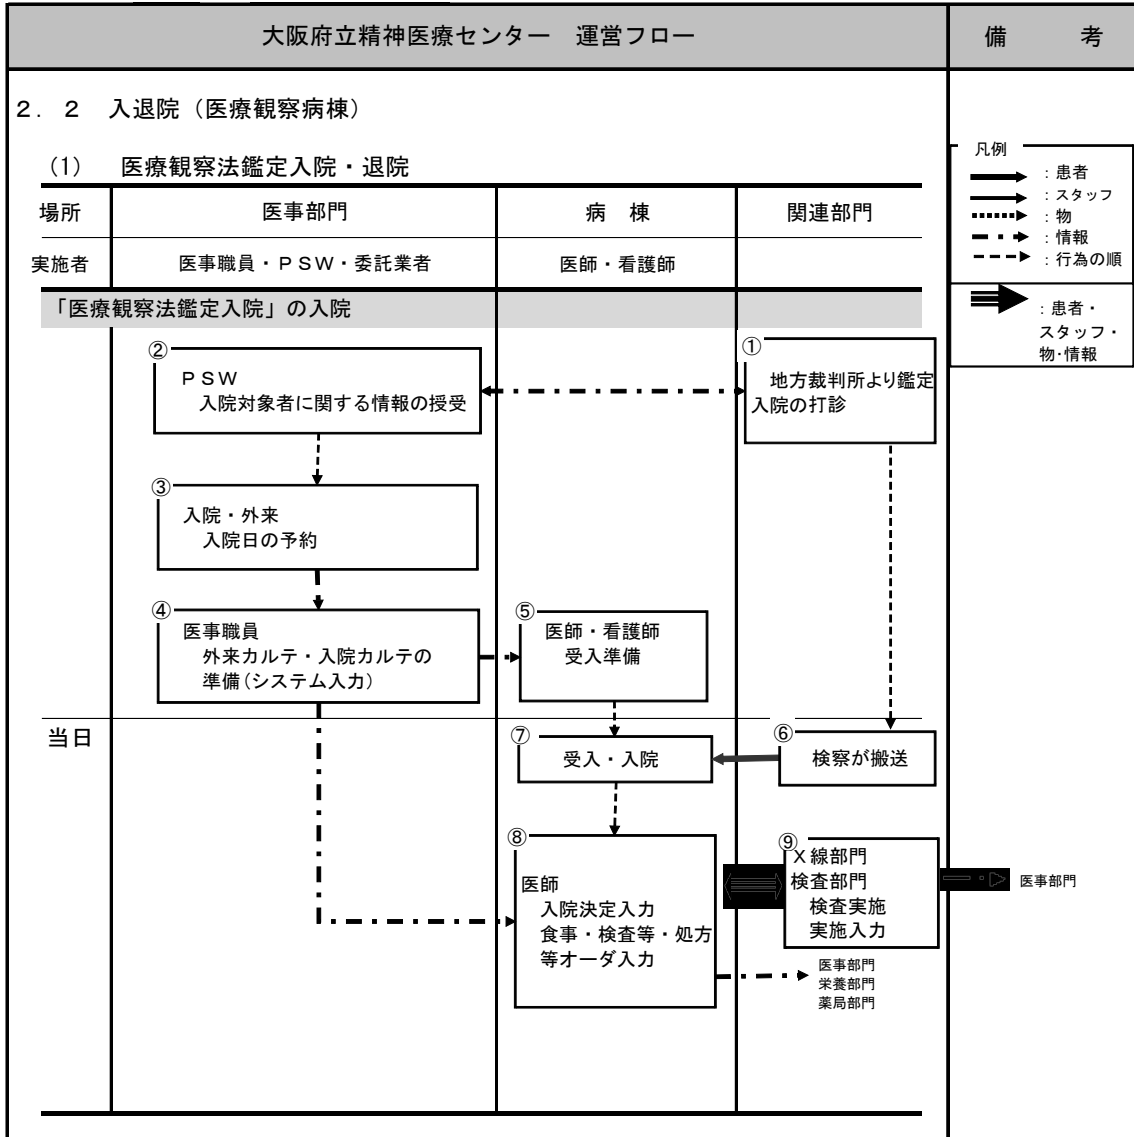 大阪府立精神医療センター　運営フロー
備　考
２．２　入退院（医療観察病棟）
(1)　医療観察法鑑定入院・退院
凡例
：患者
：スタッフ
：物
：情報
：行為の順
：患者・
スタッフ・
物・情報
場所
医事部門
病　棟
関連部門
実施者
医事職員・ＰＳＷ・委託業者
医師・看護師
「医療観察法鑑定入院」の入院
①
地方裁判所より鑑定
入院の打診
②
ＰＳＷ
入院対象者に関する情報の授受
③
入院・外来
入院日の予約
④
医事職員
外来カルテ・入院カルテの
準備(システム入力)
⑤
医師・看護師
受入準備
当日
⑥
検察が搬送
⑦
受入・入院
⑧
医師
入院決定入力
食事・検査等・処方
等オーダ入力
⑨
Ｘ線部門
検査部門
検査実施
実施入力
医事部門
医事部門
栄養部門
薬局部門